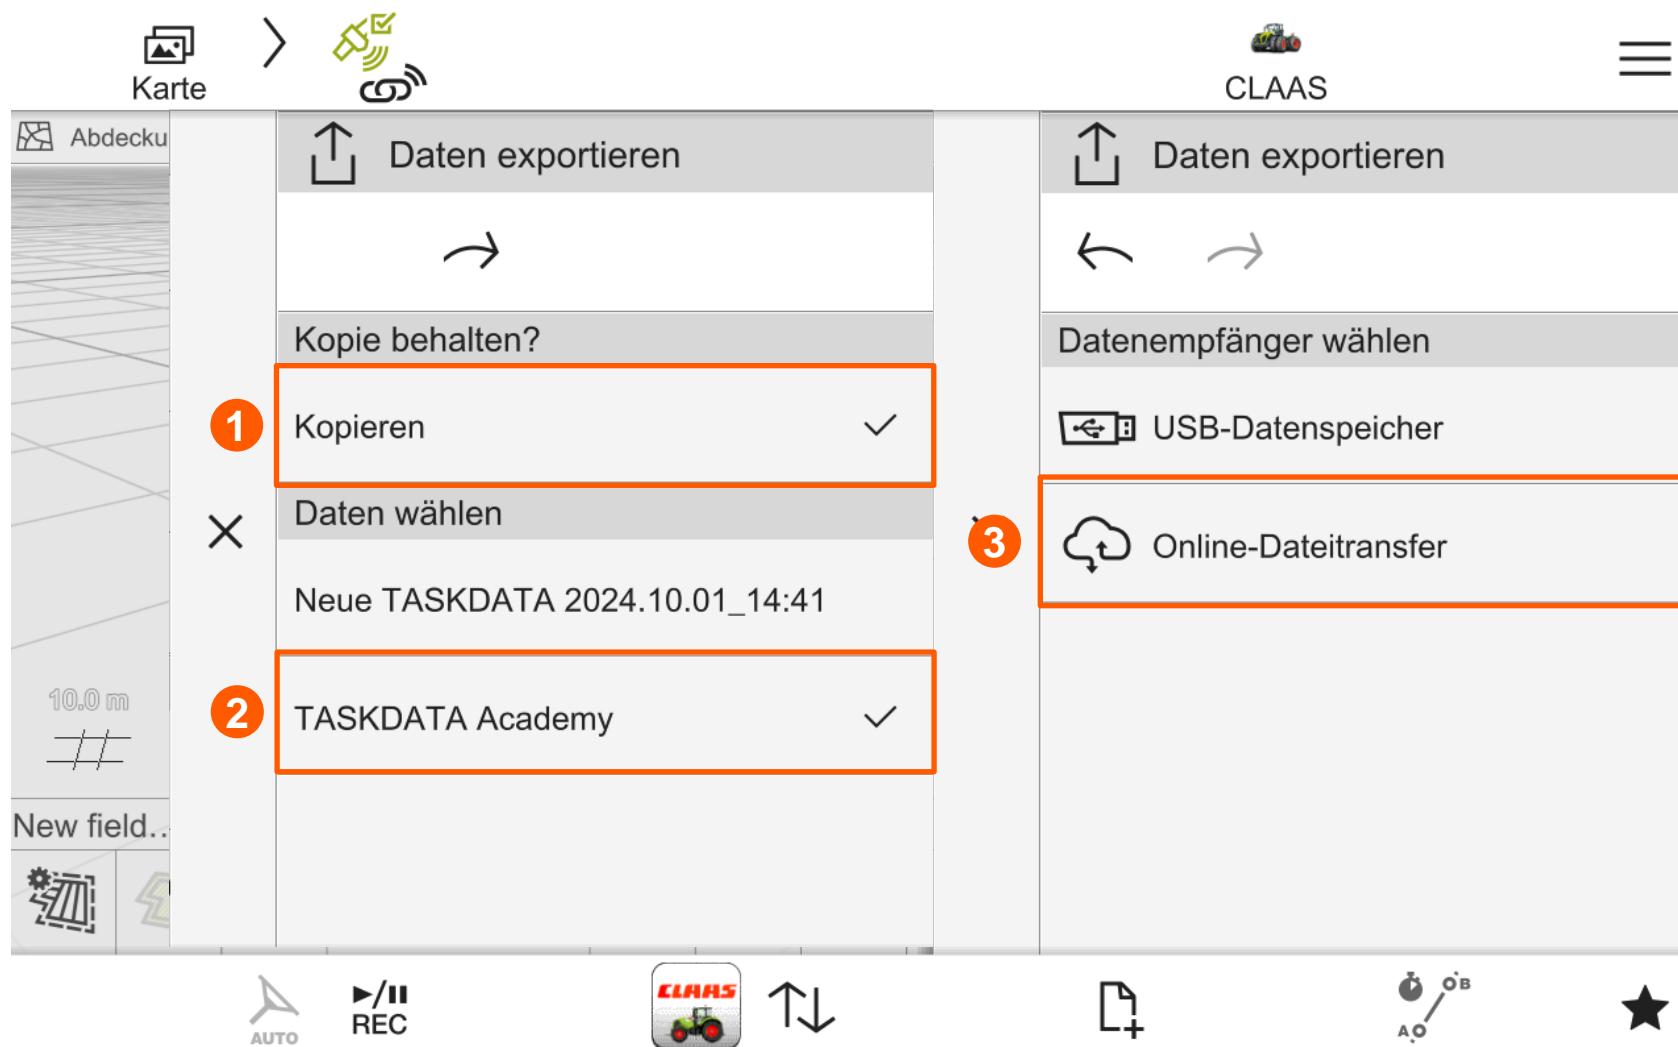 Karte
CLAAS
Abdecku
Daten exportieren
Kopie behalten?
1
Kopieren
Daten wählen
Neue TASKDATA 2024.10.01_14:41
2
TASKDATA Academy
Daten exportieren
Datenempfänger wählen
USB-Datenspeicher
3
Online-Dateitransfer
10.0 m
New field..
AUTO
REC
CLAAS
B
A